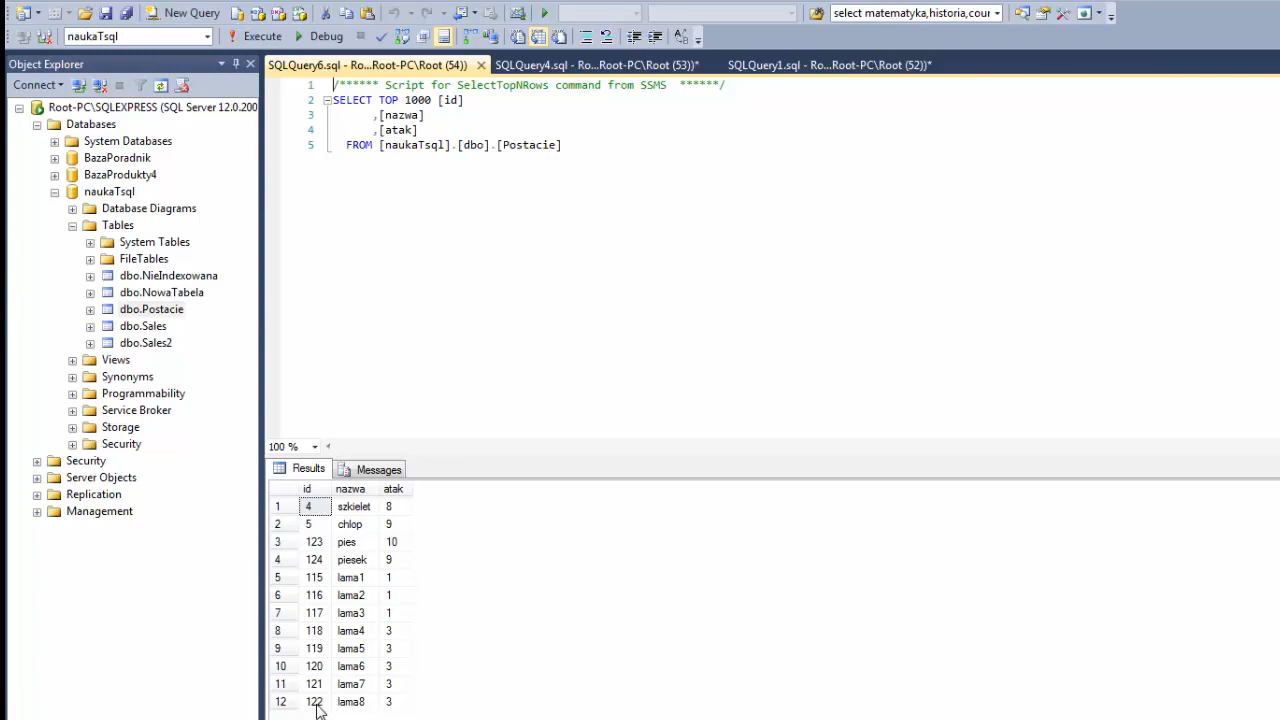 New Query
select matematyka,historia,cour
naukaTsql
Execute
Debug
Object Explorer
Connect
Root-PC\SQLEXPRESS (SQL Server 12.0.200
Databases
System Databases
BazaPoradnik
BazaProdukty4
naukaTsql
Database Diagrams
Tables
System Tables
FileTables
dbo.NieIndexowana
dbo.NowaTabela
dbo.Postacie
dbo.Sales
dbo.Sales2
Views
Synonyms
Programmability
Service Broker
Storage
Security
Security
Server Objects
Replication
Management
SQLQuery6.sql - Ro...Root-PC\Root (54))
SQLQuery4.sql - Ro...Root-PC\Root (53))*
SQLQuery1.sql - Ro...Root-PC\Root (52))*
1 /****** Script for SelectTopNRows command from SSMS ******/
2 SELECT TOP 1000 [id]
3 ,[nazwa]
4 ,[atak]
5 FROM [naukaTsql].[dbo].[Postacie]
100 %
Results Messages
id nazwa atak
1 4 szkielet 8
2 5 chlop 9
3 123 pies 10
4 124 piesek 9
5 115 lama1 1
6 116 lama2 1
7 117 lama3 1
8 118 lama4 3
9 119 lama5 3
10 120 lama6 3
11 121 lama7 3
12 122 lama8 3